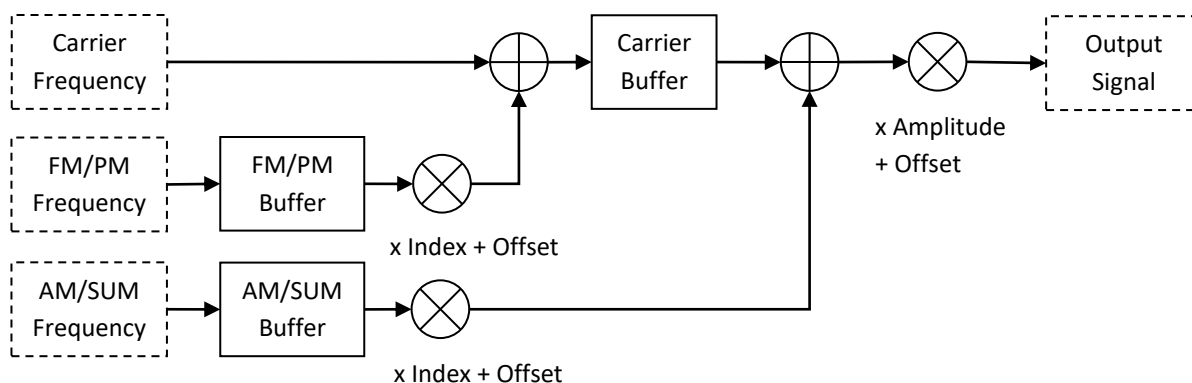 Carrier
Frequency
Carrier
Buffer
Output
Signal
x Amplitude
+ Offset
FM/PM
Frequency
FM/PM
Buffer
x Index + Offset
AM/SUM
Frequency
AM/SUM
Buffer
x Index + Offset